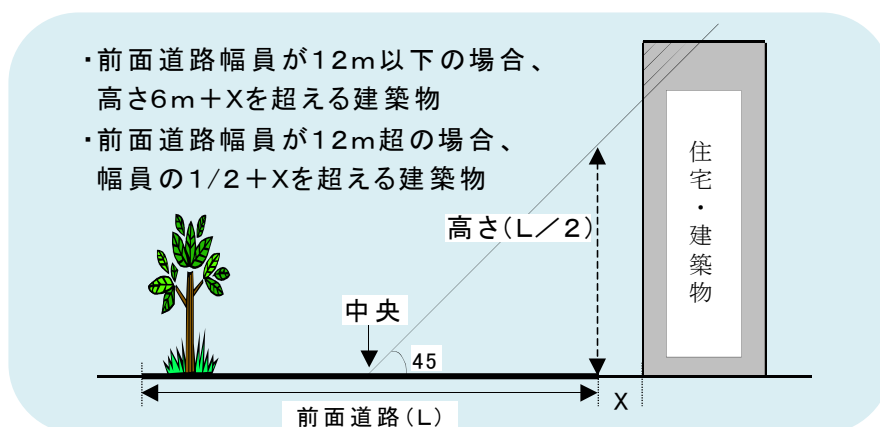 ・前面道路幅員が12m以下の場合、
高さ6m+Xを超える建築物
・前面道路幅員が12m超の場合、
幅員の1/2+Xを超える建築物
住宅・建築物
高さ(L/2)
中央
45
前面道路(L)
X